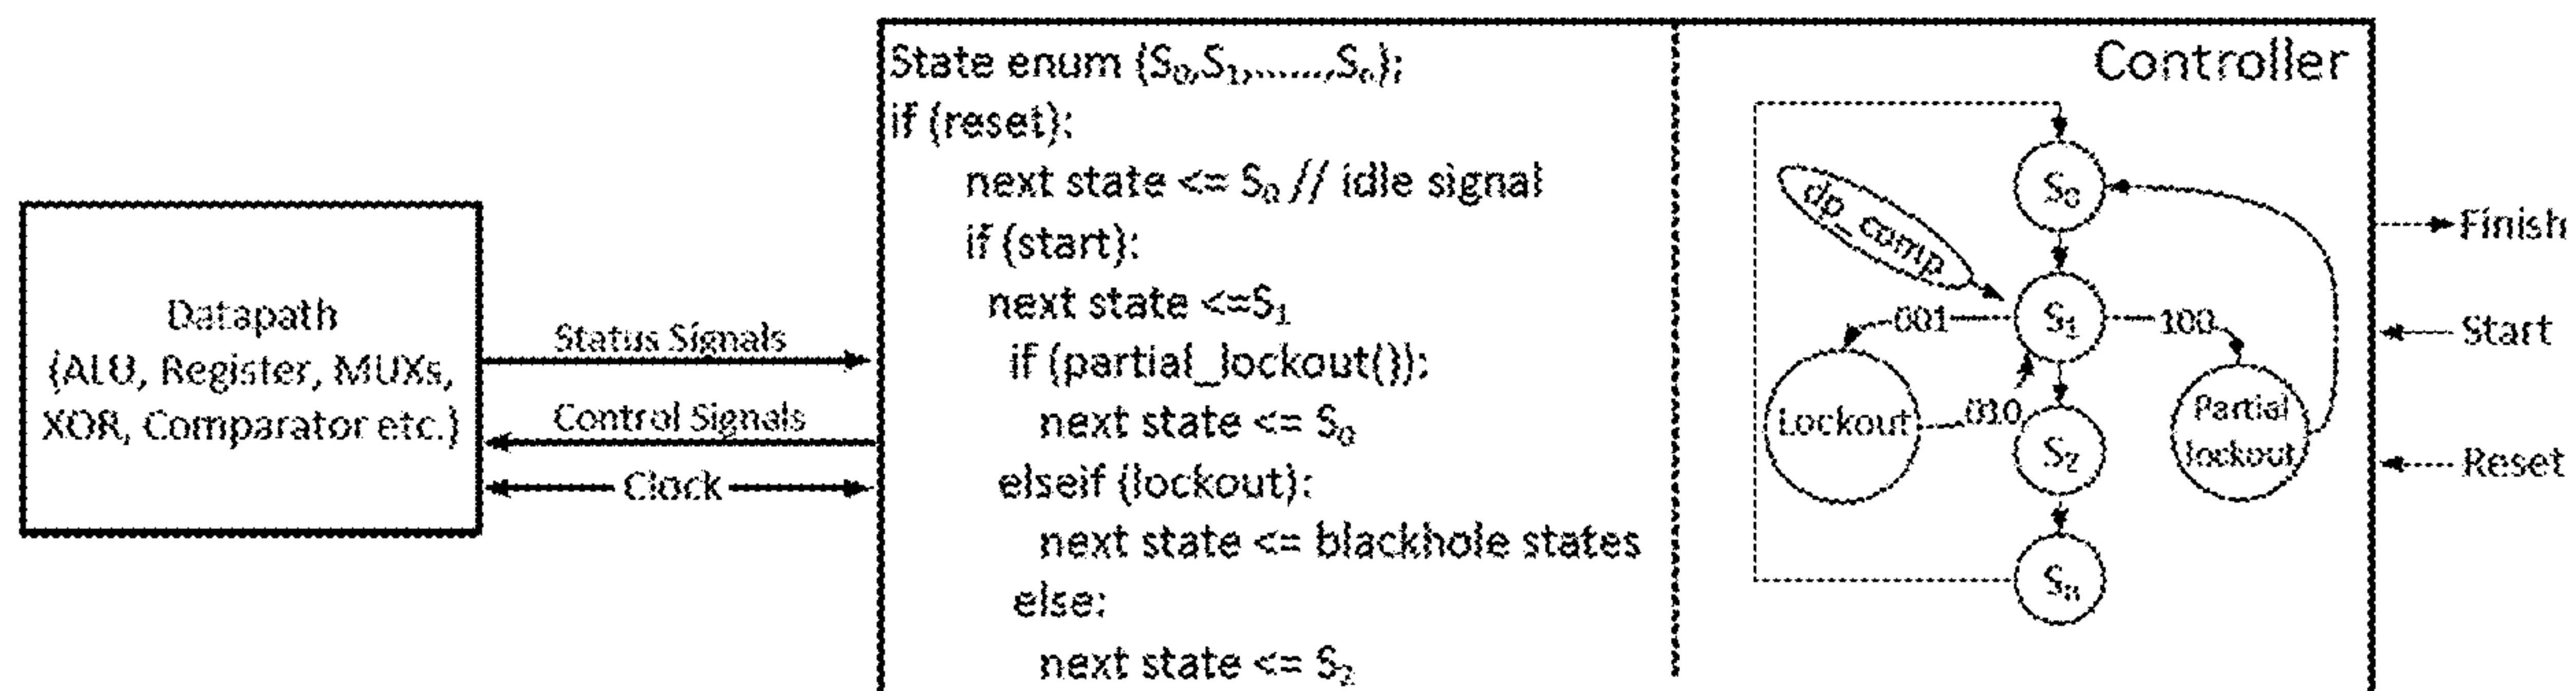 Datapath
(ALU, Register, MUXs,
XOR, Comparator etc.)
Status Signals
Control Signals
Clock
State enum (S₀,S₁,......,Sₙ);
if (reset):
next state <= S₀ // idle signal
if (start):
next state <=S₁
if (partial_lockout()):
next state <= S₀
elseif (lockout):
next state <= blackhole states
else:
next state <= S₂
Controller
S₀
dp_comp
S₁
001
100
Lockout
010
S₂
Partial
lockout
Sₙ
Finish
Start
Reset